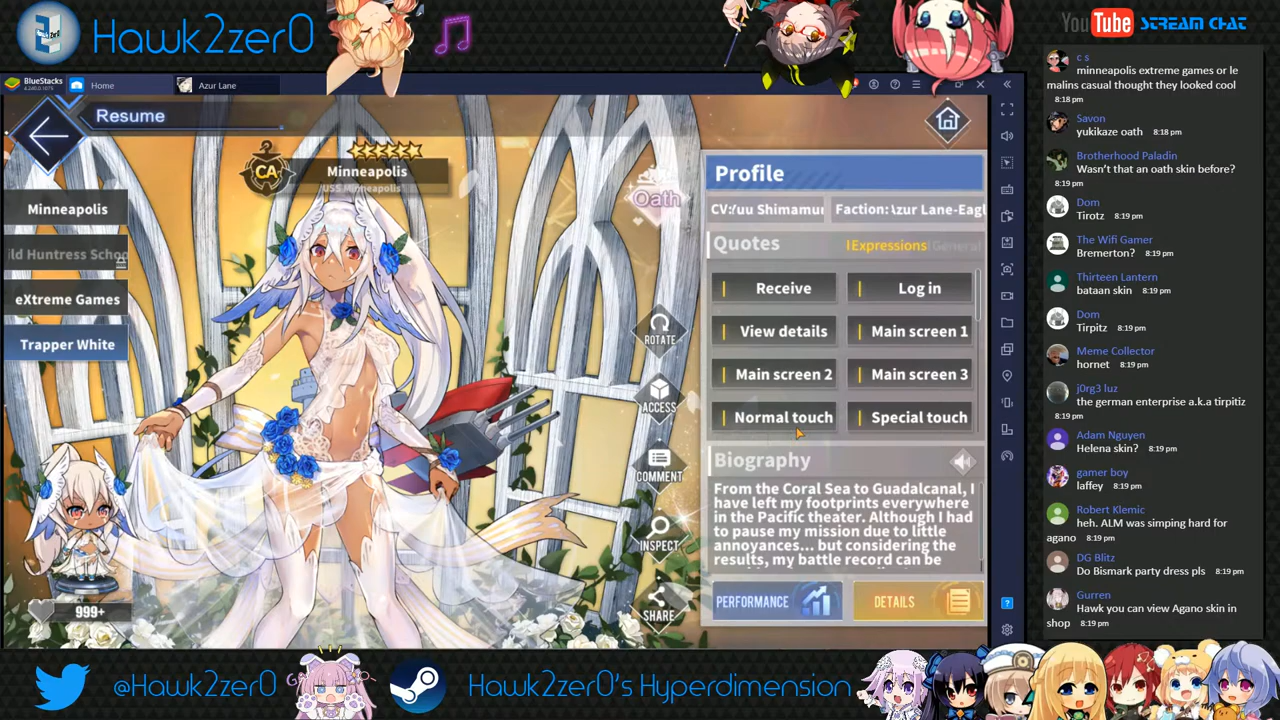 Hawk2zer0
YouTube STREAM CHAT
BlueStacks
Home
Azur Lane
Resume
CA
Minneapolis
USS Minneapolis
Oath
Minneapolis
ild Huntress Schoo
eXtreme Games
Trapper White
999+
ROTATE
ACCESS
COMMENT
INSPECT
SHARE
Profile
Faction:
Quotes
Expressions
Receive
Log in
View details
Main screen 1
Main screen 2
Main screen 3
Normal touch
Special touch
Biography
From the Coral Sea to Guadalcanal, I
have left my footprints everywhere
in the Pacific theater. Although I had
to pause my mission due to little
annoyances... but considering the
results, my battle record can be
PERFORMANCE
DETAILS
c s
minneapolis extreme games or le
malins casual thought they looked cool
8:18 pm
Savon
yukikaze oath 8:18 pm
Brotherhood Paladin
Wasn't that an oath skin before?
8:19 pm
Dom
Tirotz 8:19 pm
The Wifi Gamer
Bremerton? 8:19 pm
Thirteen Lantern
bataan skin 8:19 pm
Dom
Tirpitz 8:19 pm
Meme Collector
hornet 8:19 pm
j0rg3 luz
the german enterprise a.k.a tirpitiz
8:19 pm
Adam Nguyen
Helena skin? 8:19 pm
gamer boy
laffey 8:19 pm
Robert Klemic
heh. ALM was simping hard for
agano 8:19 pm
DG Blitz
Do Bismark party dress pls 8:19 pm
Gurren
Hawk you can view Agano skin in
shop 8:19 pm
@Hawk2zer0
Hawk2zer0's Hyperdimension